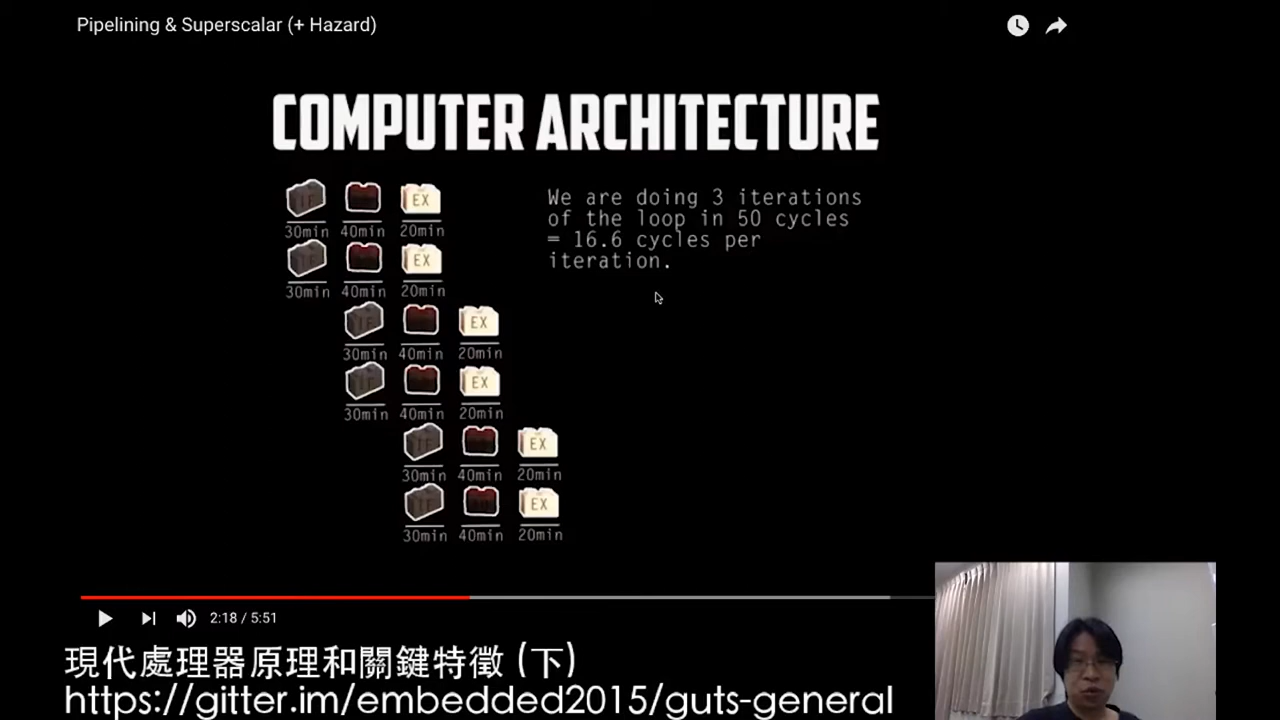 Pipelining & Superscalar (+ Hazard)
COMPUTER ARCHITECTURE
EX
30min 40min 20min
We are doing 3 iterations
of the loop in 50 cycles
= 16.6 cycles per
iteration.
EX
30min 40min 20min
EX
30min 40min 20min
EX
30min 40min 20min
EX
30min 40min 20min
EX
30min 40min 20min
2:18 / 5:51
現代處理器原理和關鍵特徵 (下)
https://gitter.im/embedded2015/guts-general